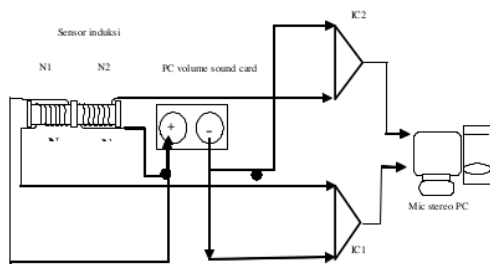 IC2
Sensor induksi
N1 N2 PC volume sound card
+ -
Mic stereo PC
IC1